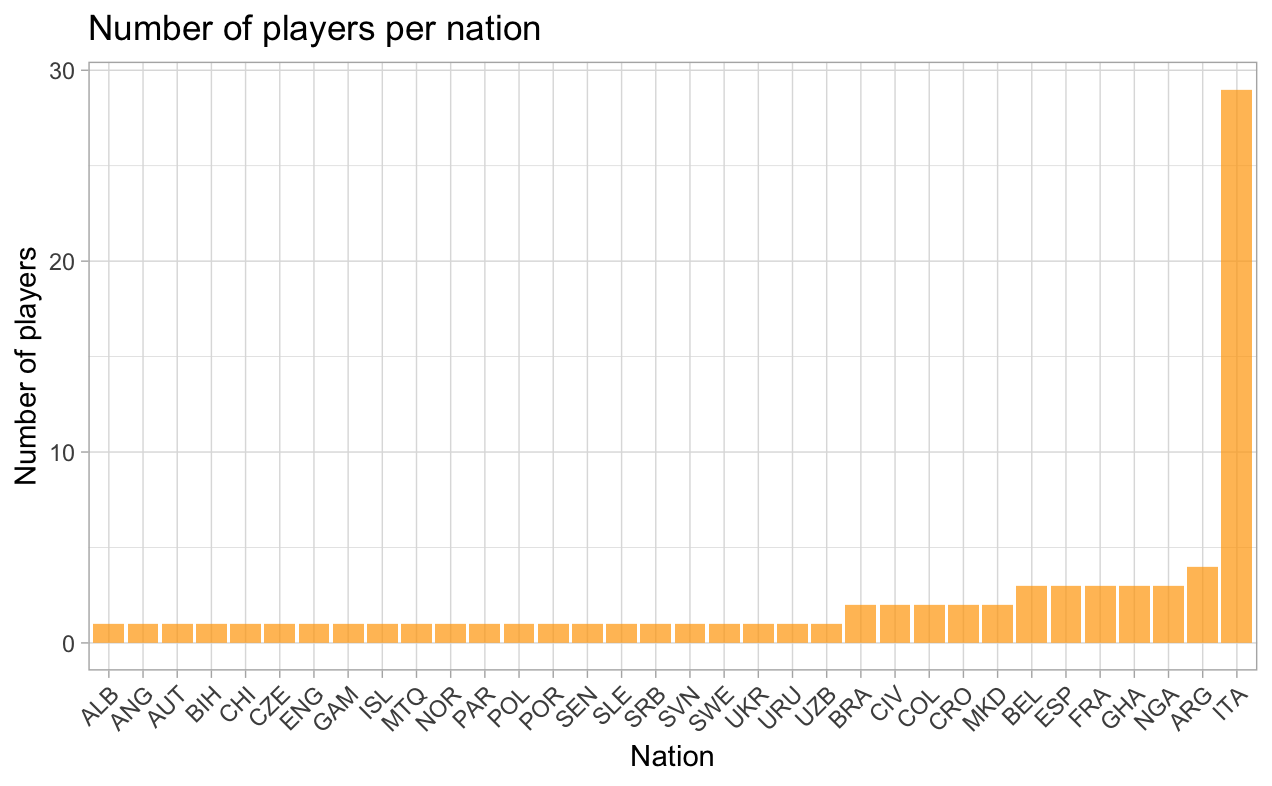 Number of players per nation
Number of players
30
20
10
0
ALB ANG AUT BIH CHI CZE ENG GAM ISL MTQ NOR PAR POL POR SEN SLE SRB SVN SWE UKR URU UZB BRA CIV COL CRO MKD BEL ESP FRA GHA NGA ARG ITA
Nation